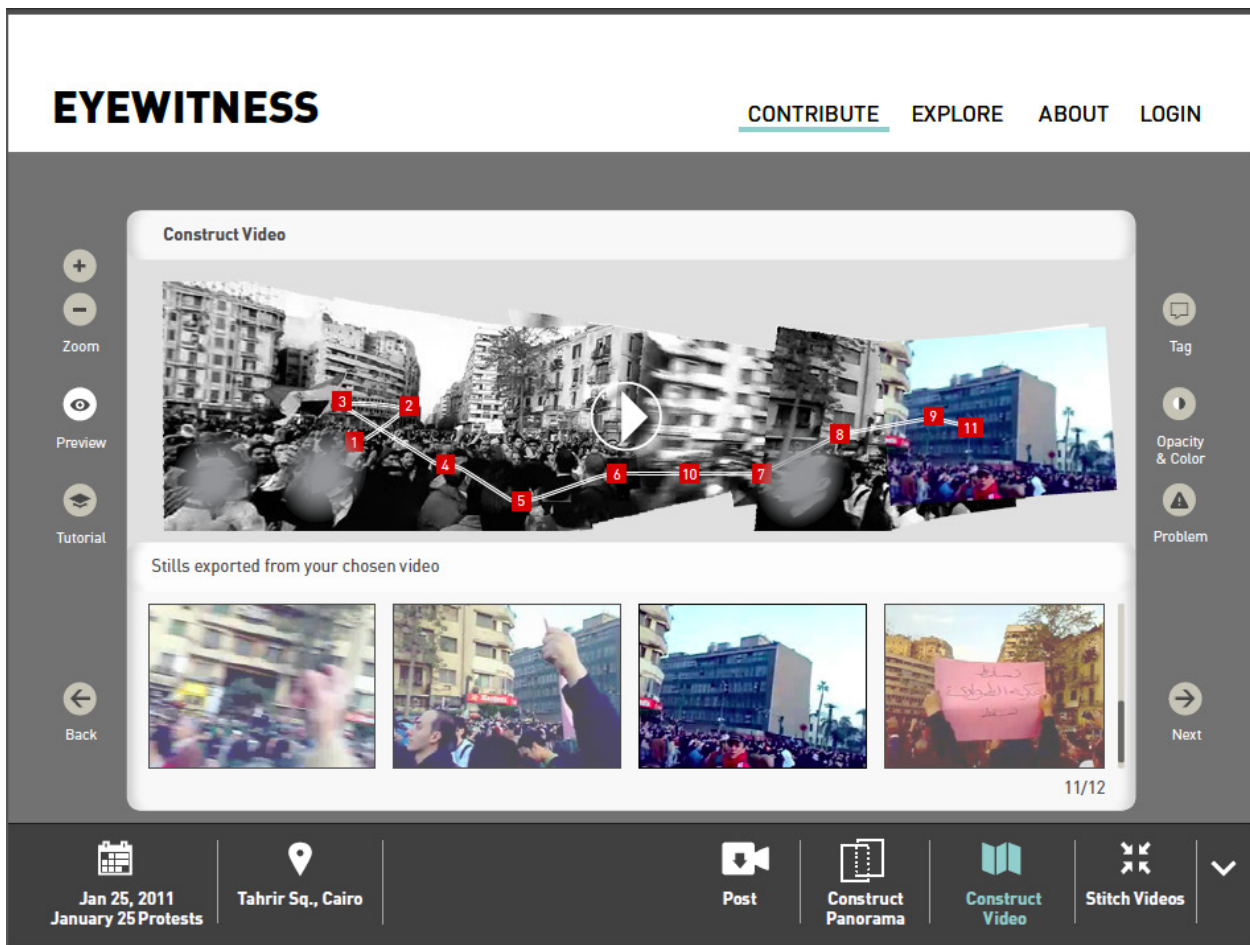 EYEWITNESS
CONTRIBUTE EXPLORE ABOUT LOGIN
Construct Video
Zoom
Preview
Tutorial
Back
3
2
1
4
5
6
10
7
8
9
11
Tag
Opacity
& Color
Problem
Next
Stills exported from your chosen video
تسقط
تسقط
11/12
Jan 25, 2011
January 25 Protests
Tahrir Sq., Cairo
Post
Construct
Panorama
Construct
Video
Stitch Videos